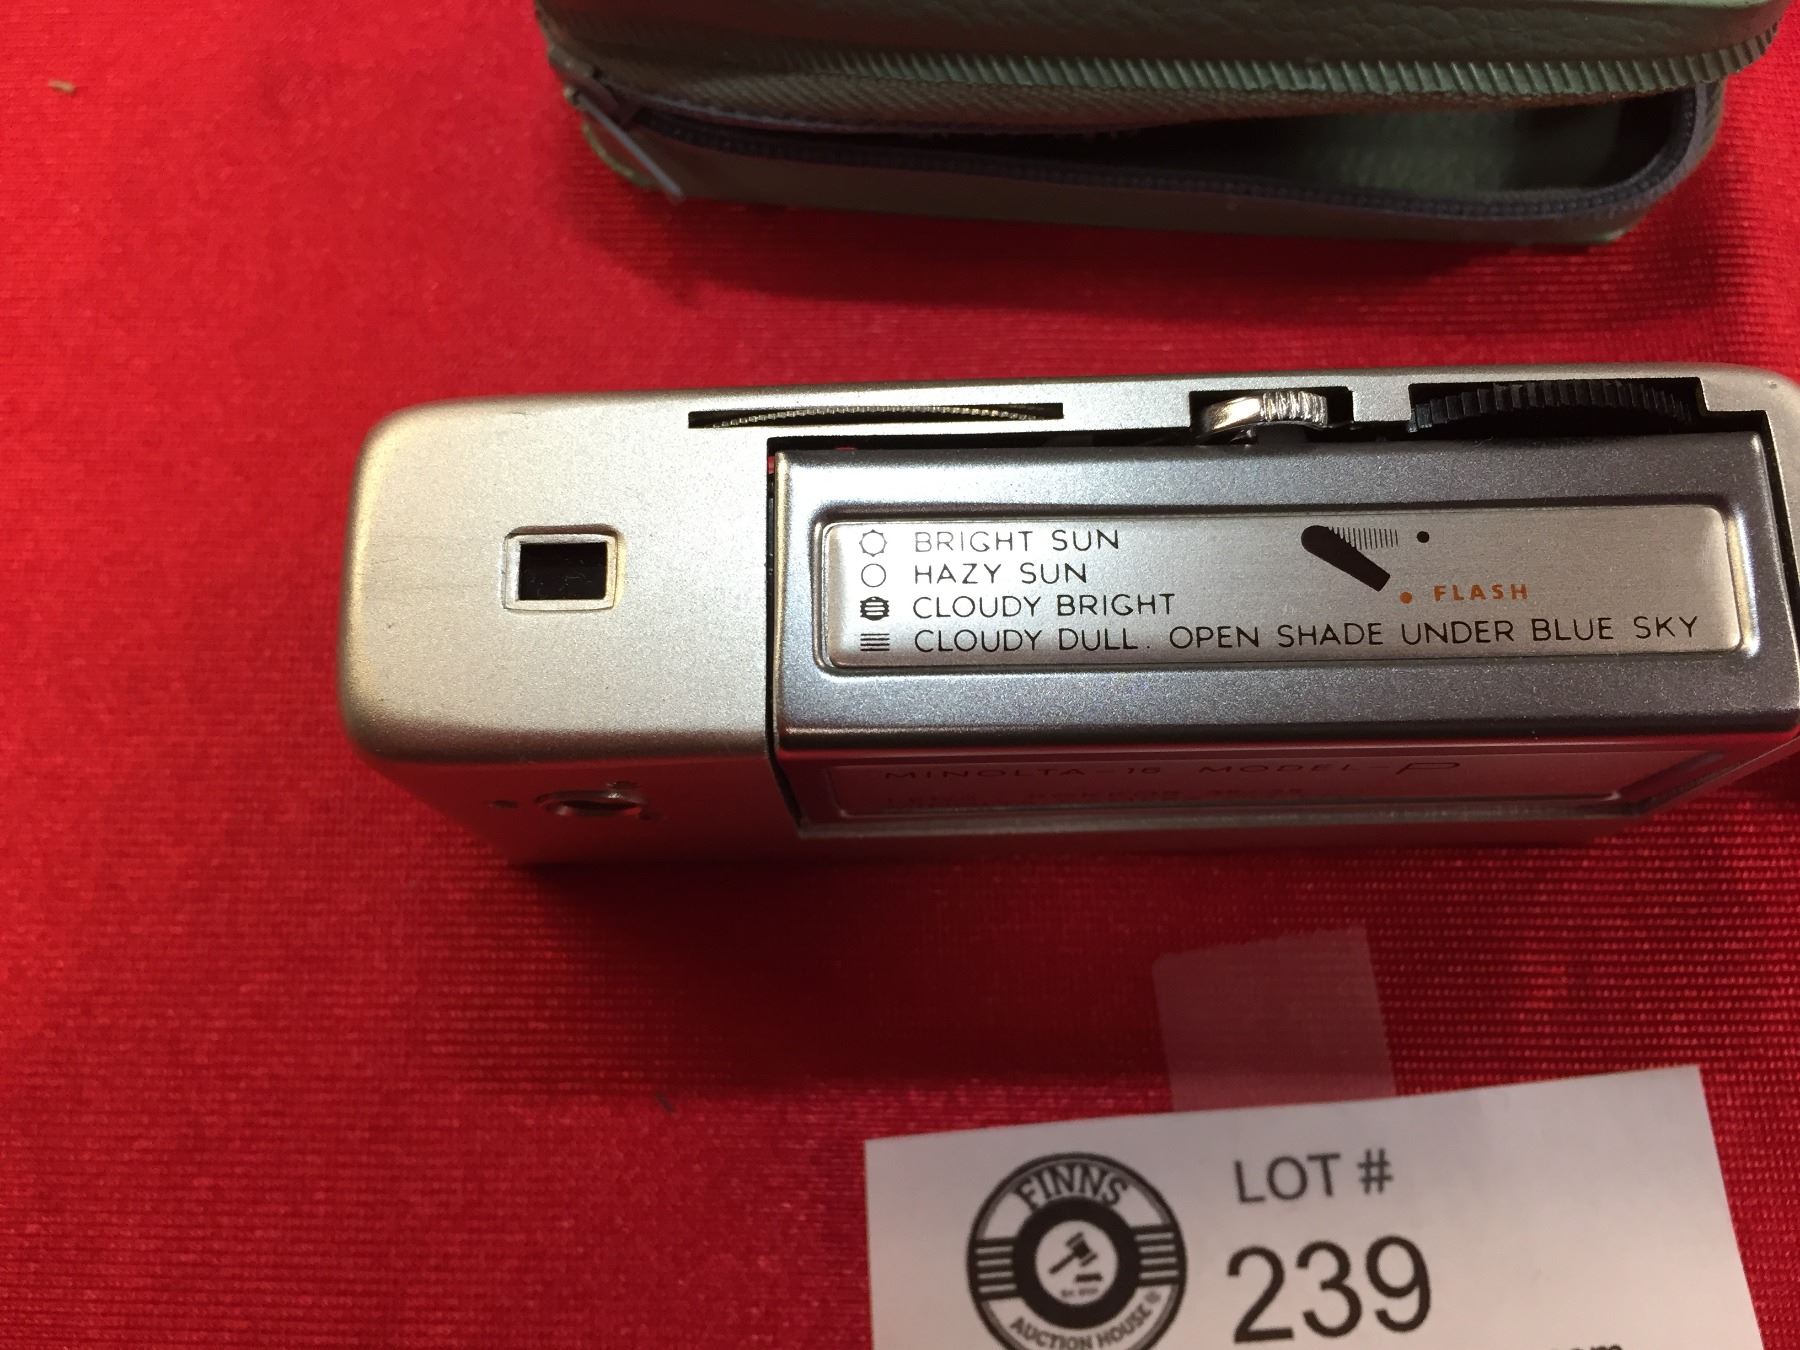 BRIGHT SUN
HAZY SUN
CLOUDY BRIGHT
CLOUDY DULL. OPEN SHADE UNDER BLUE SKY
FLASH
MINOLTA-16 MODEL-P
FINNS
AUCTION HOUSE
LOT #
239